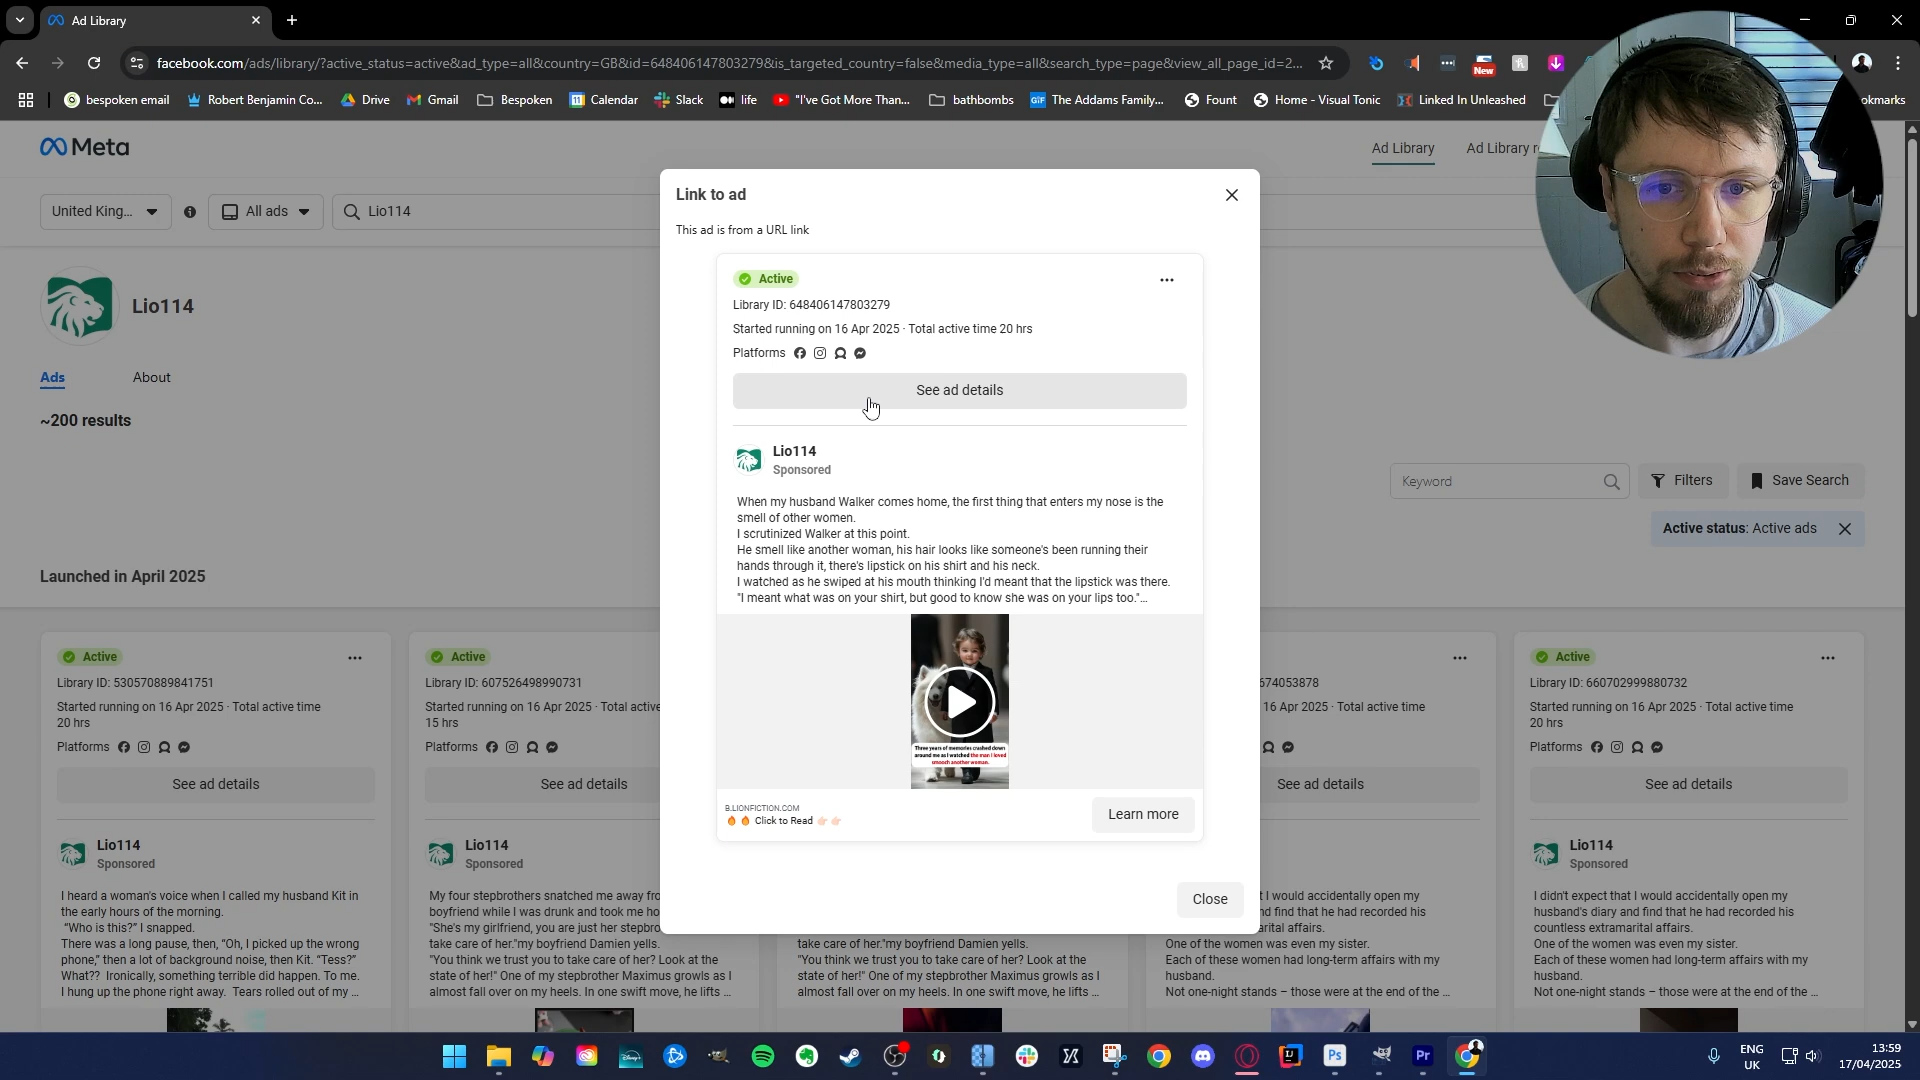 Ad Library
facebook.com/ads/library/?active_status=active&ad_type=all&country=GB&id=648406147803279&is_targeted_country=false&media_type=all&search_type=page&view_all_page_id=2...
New
bespoken email
Robert Benjamin Co...
Drive
Gmail
Bespoken
Calendar
Slack
life
"I've Got More Than...
bathbombs
GIF
The Addams Family...
Fount
Home - Visual Tonic
Linked In Unleashed
okmarks
Meta
Ad Library
Ad Library r
United King...
All ads
Lio114
Lio114
Ads
About
~200 results
Keyword
Filters
Save Search
Active status: Active ads
Launched in April 2025
Link to ad
This ad is from a URL link
Active
Library ID: 648406147803279
Started running on 16 Apr 2025 · Total active time 20 hrs
Platforms
See ad details
Lio114
Sponsored
When my husband Walker comes home, the first thing that enters my nose is the
smell of other women.
I scrutinized Walker at this point.
He smell like another woman, his hair looks like someone's been running their
hands through it, there's lipstick on his shirt and his neck.
I watched as he swiped at his mouth thinking I'd meant that the lipstick was there.
"I meant what was on your shirt, but good to know she was on your lips too."...
Three years of memories crashed down
around me as I watched the man I loved
smooch another woman.
B.LIONFICTION.COM
🔥 🔥 Click to Read 👉🏻 👉🏻
Learn more
Close
Active
Library ID: 530570889841751
Started running on 16 Apr 2025 · Total active time
20 hrs
Platforms
See ad details
Lio114
Sponsored
I heard a woman's voice when I called my husband Kit in
the early hours of the morning.
"Who is this?" I snapped.
There was a long pause, then, "Oh, I picked up the wrong
phone," then a lot of background noise, then Kit. "Tess?"
What?? Ironically, something terrible did happen. To me.
I hung up the phone right away. Tears rolled out of my ...
Active
Library ID: 607526498990731
Started running on 16 Apr 2025 · Total active
15 hrs
Platforms
See ad details
Lio114
Sponsored
My four stepbrothers snatched me away fro
boyfriend while I was drunk and took me ho
"She's my girlfriend, you are just her stepbro
take care of her."my boyfriend Damien yells.
"You think we trust you to take care of her? Look at the
state of her!" One of my stepbrother Maximus growls as I
almost fall over on my heels. In one swift move, he lifts ...
take care of her."my boyfriend Damien yells.
"You think we trust you to take care of her? Look at the
state of her!" One of my stepbrother Maximus growls as I
almost fall over on my heels. In one swift move, he lifts ...
674053878
16 Apr 2025 · Total active time
See ad details
t I would accidentally open my
nd find that he had recorded his
arital affairs.
One of the women was even my sister.
Each of these women had long-term affairs with my
husband.
Not one-night stands – those were at the end of the ...
Active
Library ID: 660702999880732
Started running on 16 Apr 2025 · Total active time
20 hrs
Platforms
See ad details
Lio114
Sponsored
I didn't expect that I would accidentally open my
husband's diary and find that he had recorded his
countless extramarital affairs.
One of the women was even my sister.
Each of these women had long-term affairs with my
husband.
Not one-night stands – those were at the end of the ...
Ps
Pr
ENG
UK
13:59
17/04/2025